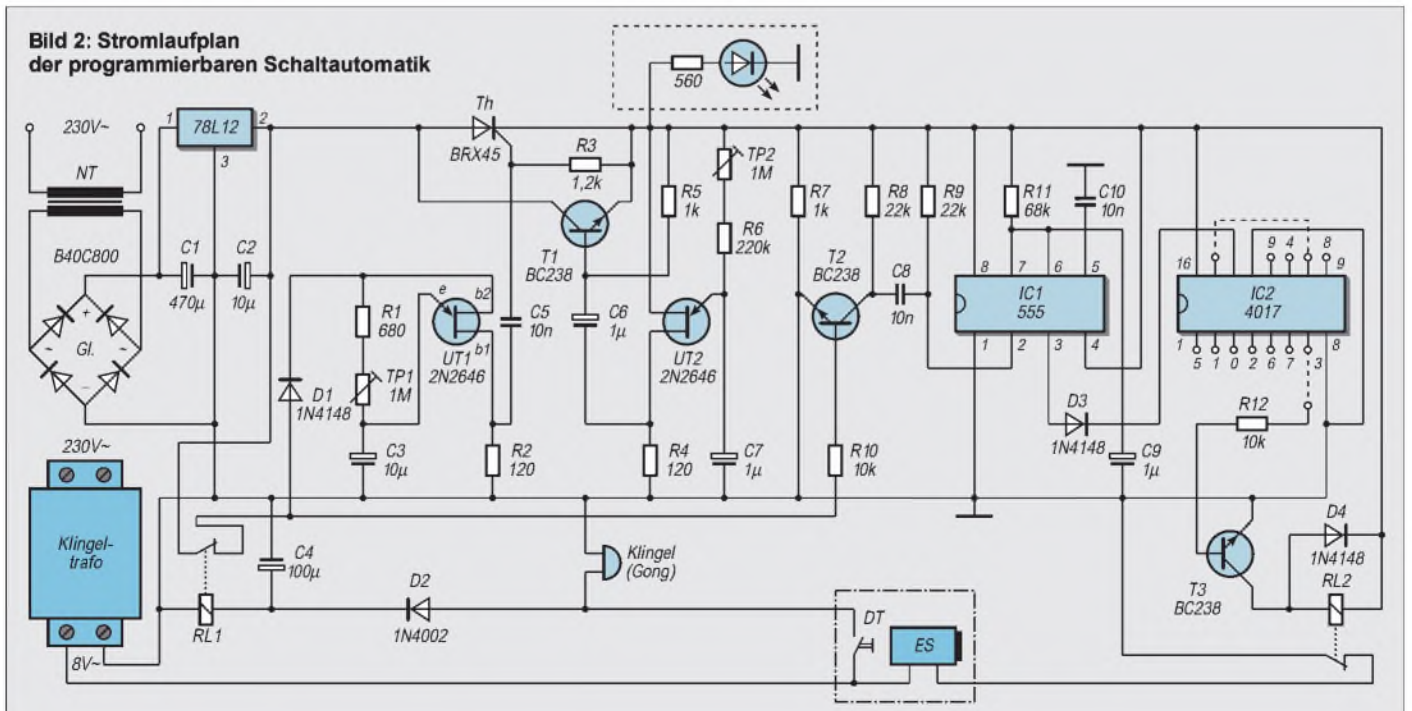 Bild 2: Stromlaufplan
der programmierbaren Schaltautomatik
560
230V~
1
78L12
2
3
NT
B40C800
C1
470µ
C2
10µ
+
~
Gl.
~
–
Th
BRX45
R3
1,2k
T1
BC238
R5
1k
TP2
1M
R6
220k
R7
1k
T2
BC238
R8
22k
R9
22k
C8
10n
R11
68k
C10
10n
8
7
6
5
IC1
555
1
2
3
4
16
9
4
8
9
IC2
4017
1
5
1
0
2
6
7
3
8
D1
1N4148
R1
680
TP1
1M
C3
10µ
e
b2
b1
UT1
2N2646
C5
10n
R2
120
C6
1µ
UT2
2N2646
R4
120
C7
1µ
R10
10k
D3
1N4148
C9
1µ
R12
10k
230V~
Klingel-
trafo
8V~
RL1
C4
100µ
D2
1N4002
Klingel
(Gong)
DT
ES
T3
BC238
D4
1N4148
RL2